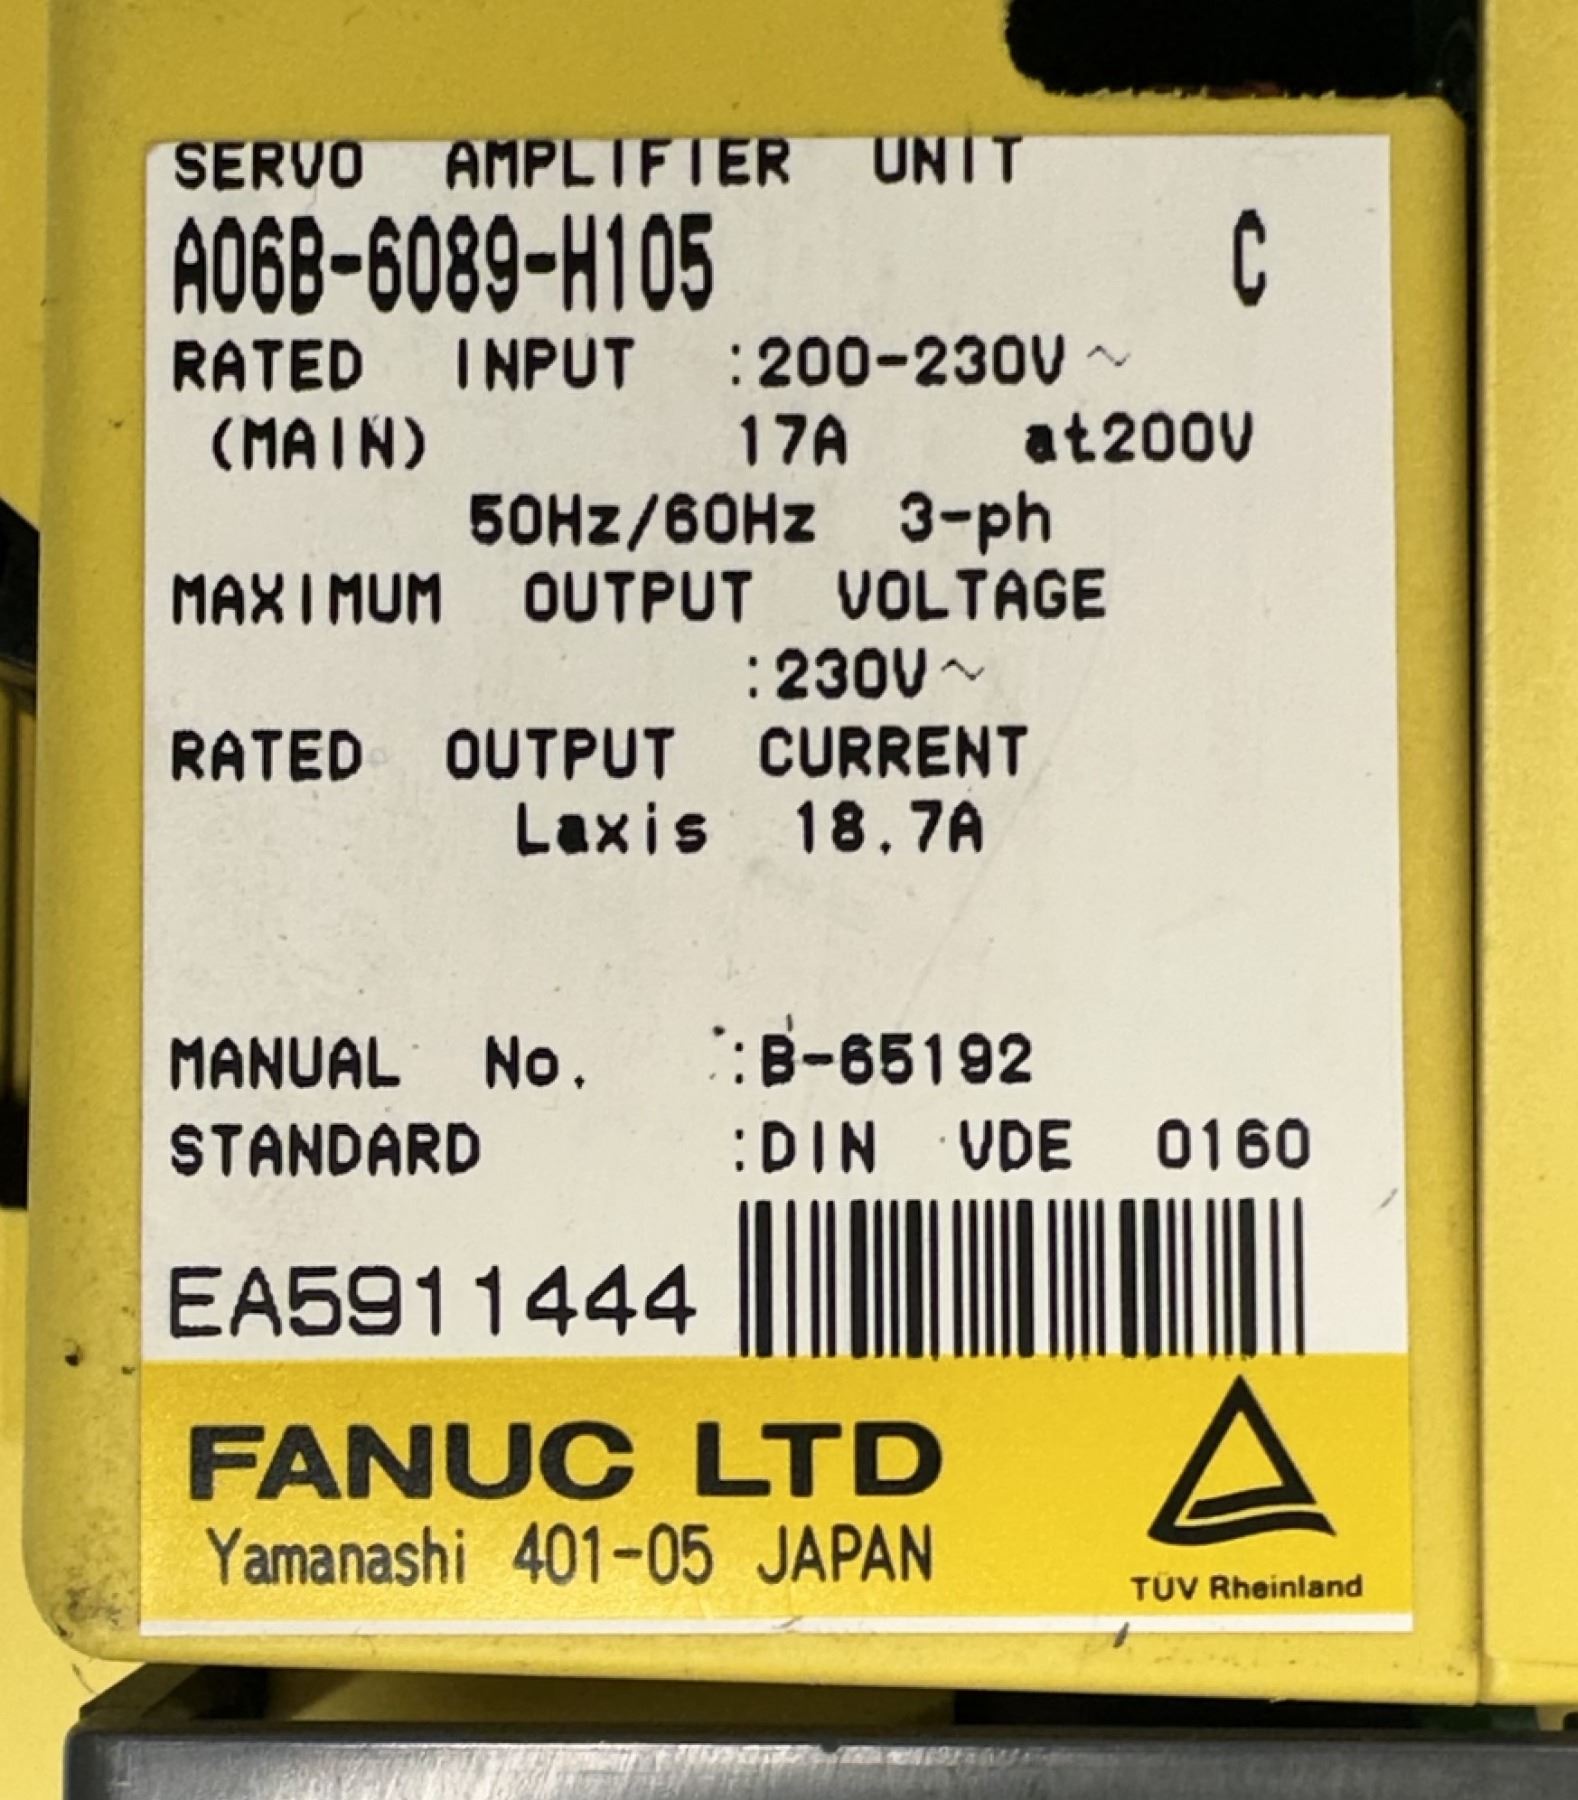 SERVO AMPLIFIER UNIT
A06B-6089-H105 C
RATED INPUT :200-230V~
(MAIN) 17A at200V
50Hz/60Hz 3-ph
MAXIMUM OUTPUT VOLTAGE
:230V~
RATED OUTPUT CURRENT
Laxis 18.7A
MANUAL No. :B-65192
STANDARD :DIN VDE 0160
EA5911444
FANUC LTD
Yamanashi 401-05 JAPAN
TÜV Rheinland